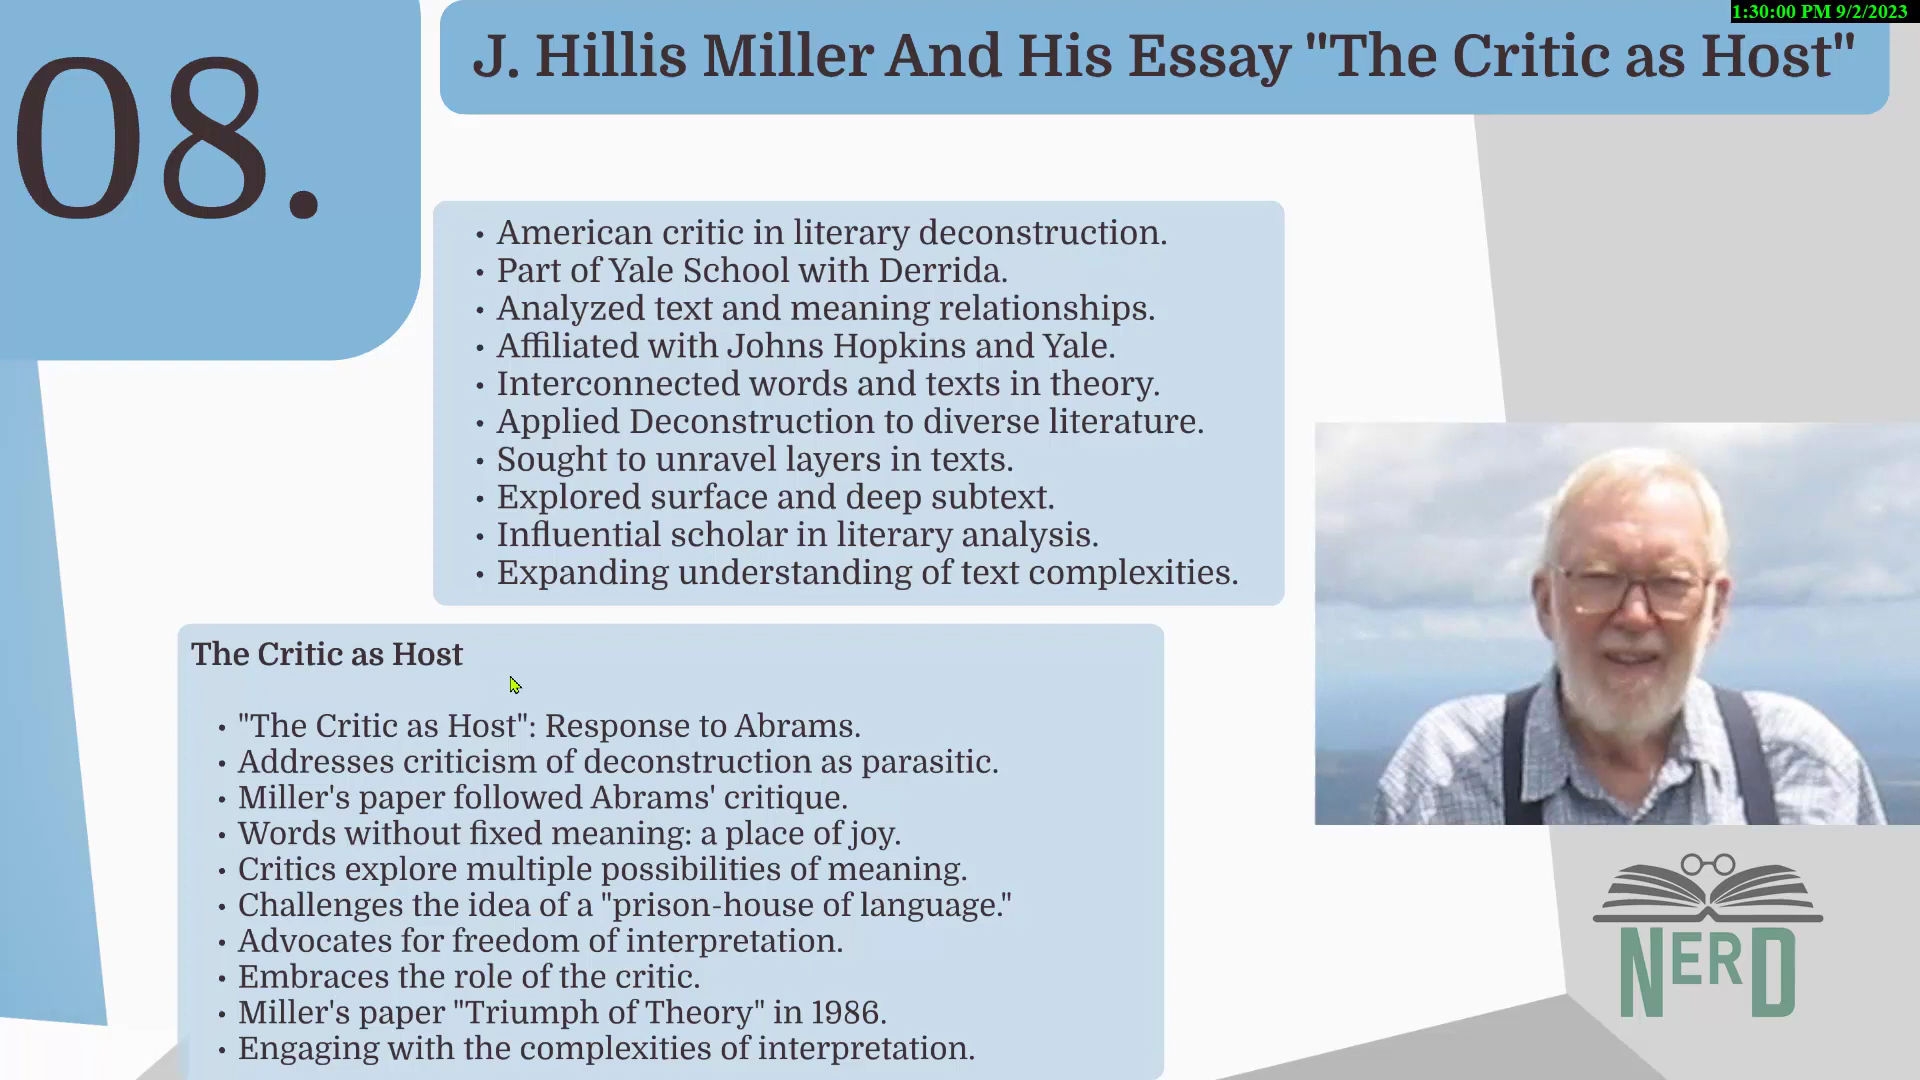 1:30:00 PM 9/2/2023
08.
J. Hillis Miller And His Essay "The Critic as Host"
• American critic in literary deconstruction.
• Part of Yale School with Derrida.
• Analyzed text and meaning relationships.
• Affiliated with Johns Hopkins and Yale.
• Interconnected words and texts in theory.
• Applied Deconstruction to diverse literature.
• Sought to unravel layers in texts.
• Explored surface and deep subtext.
• Influential scholar in literary analysis.
• Expanding understanding of text complexities.
The Critic as Host
• "The Critic as Host": Response to Abrams.
• Addresses criticism of deconstruction as parasitic.
• Miller's paper followed Abrams' critique.
• Words without fixed meaning: a place of joy.
• Critics explore multiple possibilities of meaning.
• Challenges the idea of a "prison-house of language."
• Advocates for freedom of interpretation.
• Embraces the role of the critic.
• Miller's paper "Triumph of Theory" in 1986.
• Engaging with the complexities of interpretation.
NERD